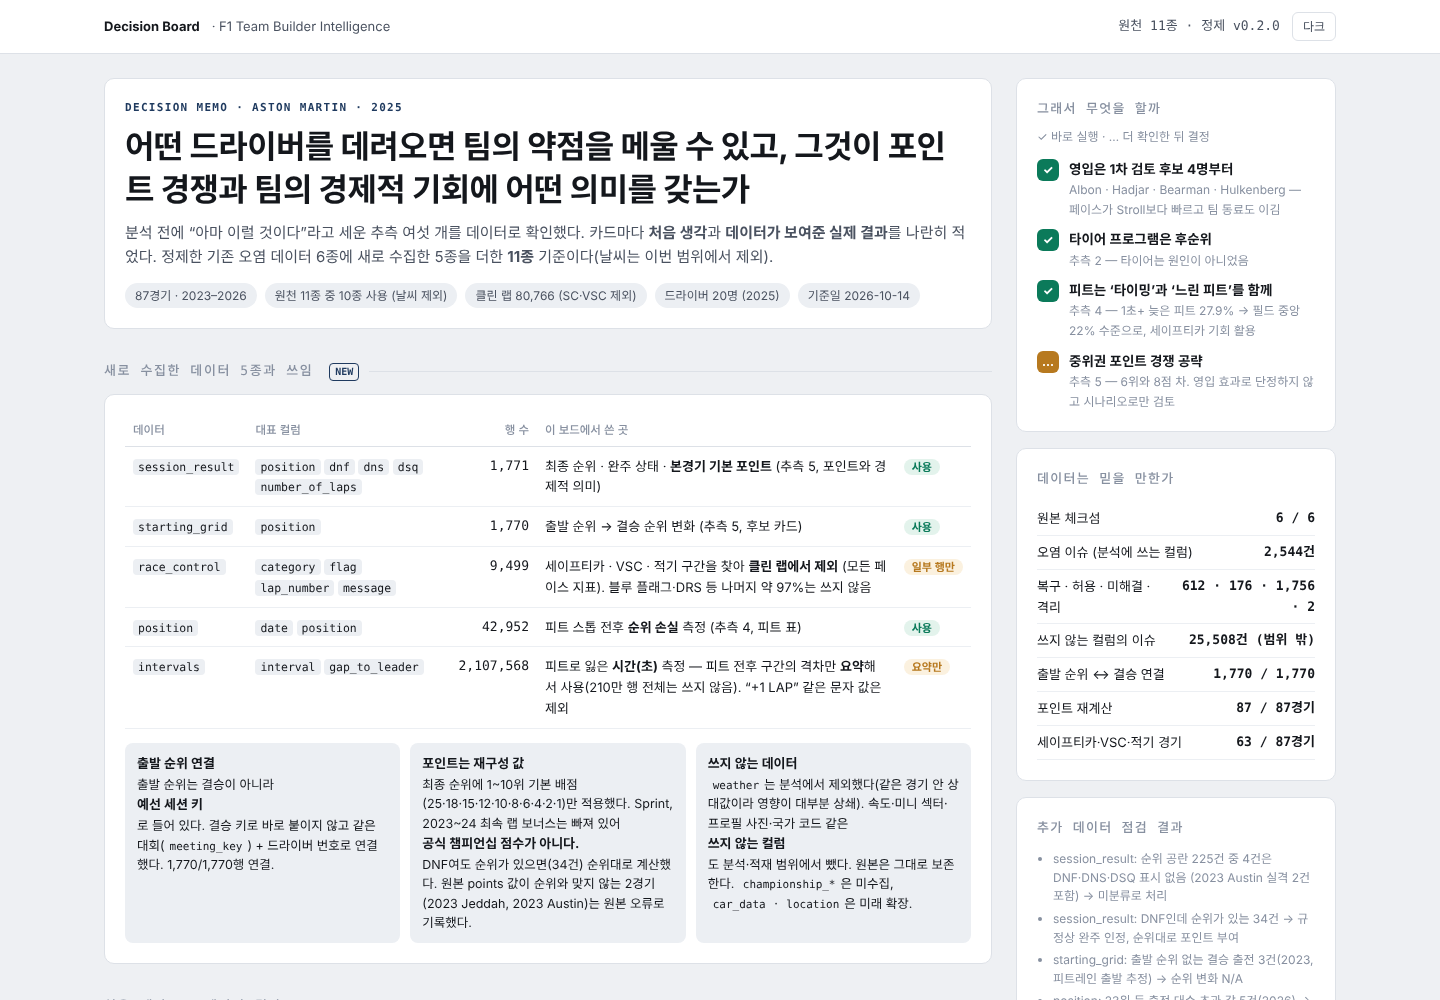 Decision Board · F1 Team Builder Intelligence
원천 11종 · 정제 v0.2.0
다크
DECISION MEMO · ASTON MARTIN · 2025
어떤 드라이버를 데려오면 팀의 약점을 메울 수 있고, 그것이 포인
트 경쟁과 팀의 경제적 기회에 어떤 의미를 갖는가
분석 전에 “아마 이럴 것이다”라고 세운 추측 여섯 개를 데이터로 확인했다. 카드마다 처음 생각과 데이터가 보여준 실제 결과를 나란히 적
었다. 정제한 기존 오염 데이터 6종에 새로 수집한 5종을 더한 11종 기준이다(날씨는 이번 범위에서 제외).
87경기 · 2023–2026
원천 11종 중 10종 사용 (날씨 제외)
클린 랩 80,766 (SC·VSC 제외)
드라이버 20명 (2025)
기준일 2026-10-14
새로 수집한 데이터 5종과 쓰임 NEW
데이터 대표 컬럼 행 수 이 보드에서 쓴 곳
session_result position dnf dns dsq 1,771 최종 순위 · 완주 상태 · 본경기 기본 포인트 (추측 5, 포인트와 경 사용
number_of_laps 제적 의미)
starting_grid position 1,770 출발 순위 → 결승 순위 변화 (추측 5, 후보 카드) 사용
race_control category flag 9,499 세이프티카 · VSC · 적기 구간을 찾아 클린 랩에서 제외 (모든 페 일부 행만
lap_number message 이스 지표). 블루 플래그·DRS 등 나머지 약 97%는 쓰지 않음
position date position 42,952 피트 스톱 전후 순위 손실 측정 (추측 4, 피트 표) 사용
intervals interval gap_to_leader 2,107,568 피트로 잃은 시간(초) 측정 — 피트 전후 구간의 격차만 요약해 요약만
서 사용(210만 행 전체는 쓰지 않음). “+1 LAP” 같은 문자 값은
제외
출발 순위 연결
출발 순위는 결승이 아니라
예선 세션 키
로 들어 있다. 결승 키로 바로 붙이지 않고 같은
대회( meeting_key ) + 드라이버 번호로 연결
했다. 1,770/1,770행 연결.
포인트는 재구성 값
최종 순위에 1~10위 기본 배점
(25·18·15·12·10·8·6·4·2·1)만 적용했다. Sprint,
2023~24 최속 랩 보너스는 빠져 있어
공식 챔피언십 점수가 아니다.
DNF여도 순위가 있으면(34건) 순위대로 계산했
다. 원본 points 값이 순위와 맞지 않는 2경기
(2023 Jeddah, 2023 Austin)는 원본 오류로
기록했다.
쓰지 않는 데이터
weather 는 분석에서 제외했다(같은 경기 안 상
대값이라 영향이 대부분 상쇄). 속도·미니 섹터·
프로필 사진·국가 코드 같은
쓰지 않는 컬럼
도 분석·적재 범위에서 뺐다. 원본은 그대로 보존
한다. championship_* 은 미수집,
car_data · location 은 미래 확장.
그래서 무엇을 할까
✓ 바로 실행 · … 더 확인한 뒤 결정
영입은 1차 검토 후보 4명부터
Albon · Hadjar · Bearman · Hulkenberg —
페이스가 Stroll보다 빠르고 팀 동료도 이김
타이어 프로그램은 후순위
추측 2 — 타이어는 원인이 아니었음
피트는 ‘타이밍’과 ‘느린 피트’를 함께
추측 4 — 1초+ 늦은 피트 27.9% → 필드 중앙
22% 수준으로, 세이프티카 기회 활용
중위권 포인트 경쟁 공략
추측 5 — 6위와 8점 차. 영입 효과로 단정하지 않
고 시나리오로만 검토
데이터는 믿을 만한가
원본 체크섬 6 / 6
오염 이슈 (분석에 쓰는 컬럼) 2,544건
복구 · 허용 · 미해결 · 612 · 176 · 1,756
격리 · 2
쓰지 않는 컬럼의 이슈 25,508건 (범위 밖)
출발 순위 ↔ 결승 연결 1,770 / 1,770
포인트 재계산 87 / 87경기
세이프티카·VSC·적기 경기 63 / 87경기
추가 데이터 점검 결과
• session_result: 순위 공란 225건 중 4건은
DNF·DNS·DSQ 표시 없음 (2023 Austin 실격 2건
포함) → 미분류로 처리
• session_result: DNF인데 순위가 있는 34건 → 규
정상 완주 인정, 순위대로 포인트 부여
• starting_grid: 출발 순위 없는 결승 출전 3건(2023,
피트레인 출발 추정) → 순위 변화 N/A